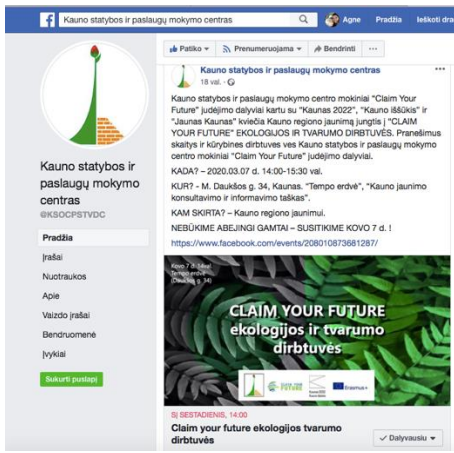 Kauno statybos ir paslaugų mokymo centras
Agne Pradžia Ieškoti dra
Patiko Prenumeruojama Bendrinti ...
Kauno statybos ir paslaugų mokymo centras
18 val.
Kauno statybos ir paslaugų mokymo centro mokiniai "Claim Your
Future" judėjimo dalyviai kartu su "Kaunas 2022", "Kauno iššūkis" ir
"Jaunas Kaunas" kviečia Kauno regiono jaunimą jungtis į "CLAIM
YOUR FUTURE" EKOLOGIJOS IR TVARUMO DIRBTUVĖS. Pranešimus
skaitys ir kūrybines dirbtuves ves Kauno statybos ir paslaugų mokymo
centro mokiniai "Claim Your Future" judėjimo dalyviai.
KADA? – 2020.03.07 d. 14:00-15:30 val.
KUR? - M. Daukšos g. 34, Kaunas. "Tempo erdvė", "Kauno jaunimo
konsultavimo ir informavimo taškas".
KAM SKIRTA? – Kauno regiono jaunimui.
NEBŪKIME ABEJINGI GAMTAI – SUSITIKIME KOVO 7 d. !
https://www.facebook.com/events/208010873681287/
Kauno statybos ir
paslaugų mokymo
centras
@KSOCPSTVDC
Pradžia
Įrašai
Nuotraukos
Apie
Vaizdo įrašai
Bendruomenė
Įvykiai
Sukurti puslapį
Kovo 7 d. 14val.
Tempo erdvė
(Daukšos g. 34)
CLAIM YOUR FUTURE
ekologijos ir tvarumo
dirbtuvės
CLAIM YOUR
FUTURE
Erasmus+
ŠĮ ŠEŠTADIENĮS, 14:00
Claim your future ekologijos tvarumo
dirbtuvės
Dalyvausiu